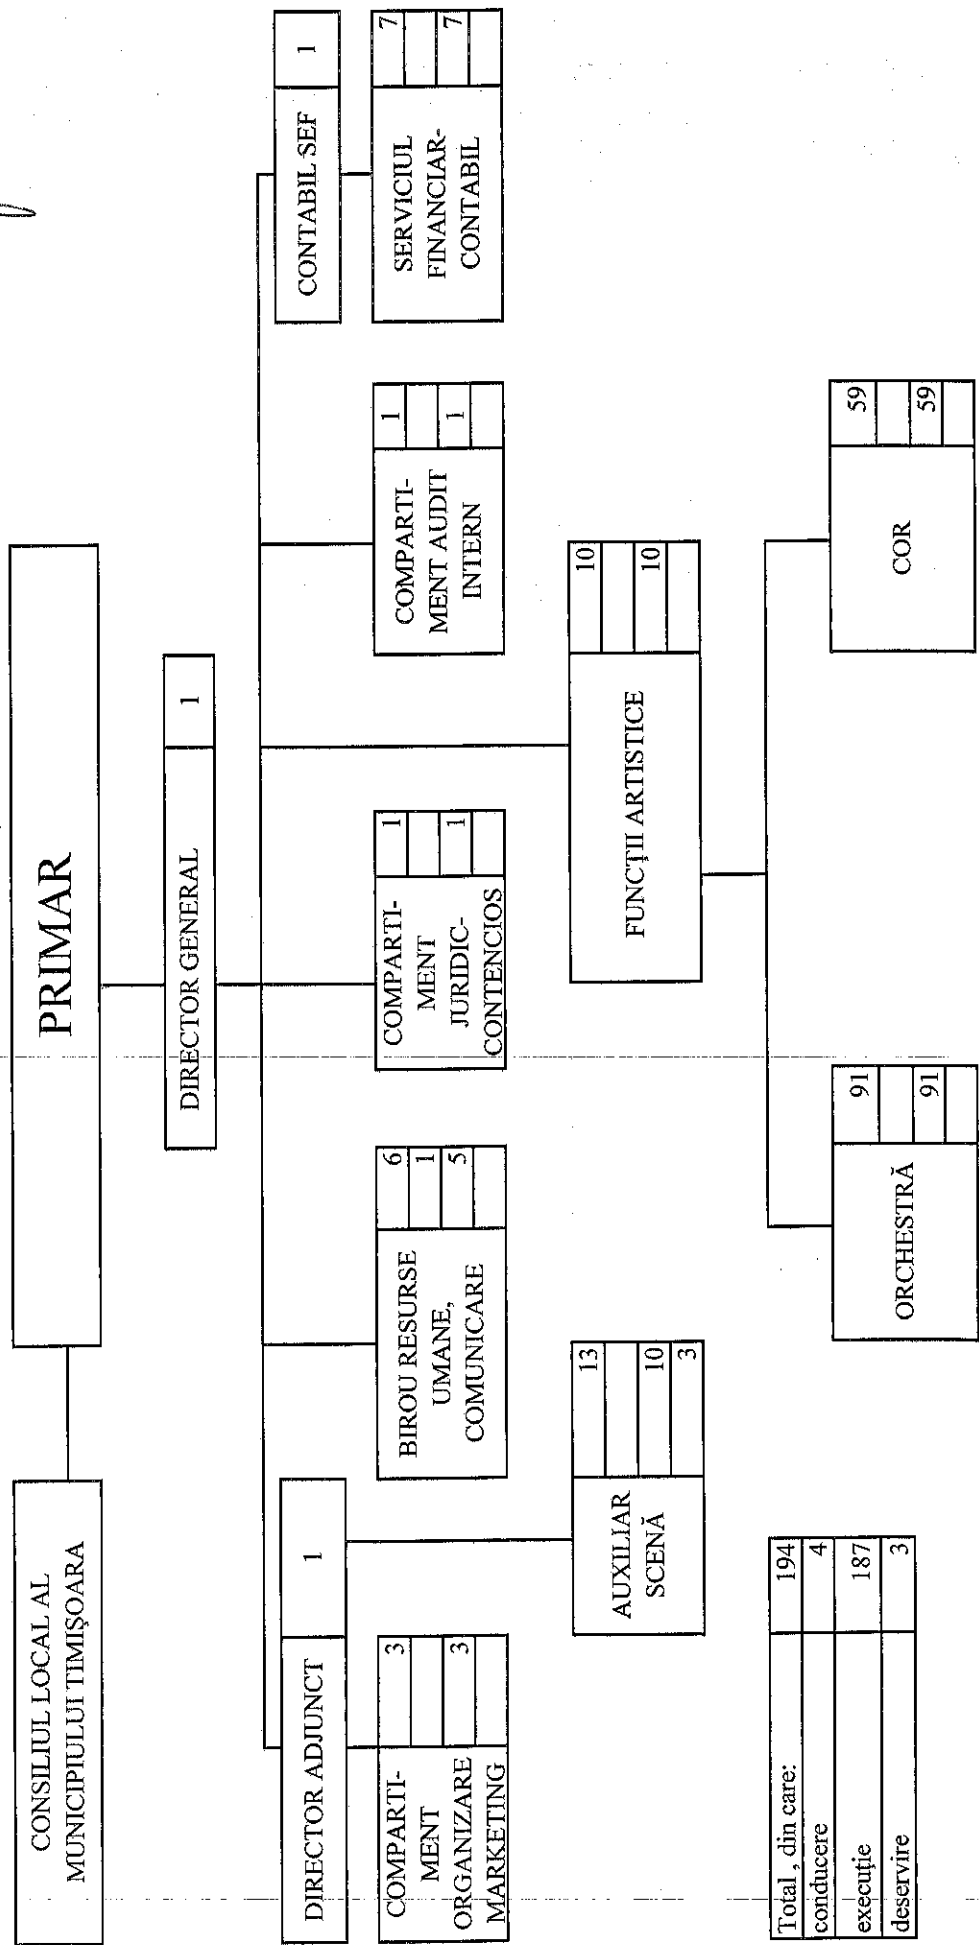 CONSILIUL LOCAL AL
MUNICIPIULUI TIMIŞOARA
PRIMAR
DIRECTOR GENERAL
1
DIRECTOR ADJUNCT
1
CONTABIL SEF
1
COMPARTI-
MENT
ORGANIZARE
MARKETING
3
3
BIROU RESURSE
UMANE,
COMUNICARE
6
1
5
COMPARTI-
MENT
JURIDIC-
CONTENCIOS
1
1
COMPARTI-
MENT AUDIT
INTERN
1
1
SERVICIUL
FINANCIAR-
CONTABIL
7
7
AUXILIAR
SCENĂ
13
10
3
FUNCŢII ARTISTICE
10
10
ORCHESTRĂ
91
91
COR
59
59
Total , din care:
194
conducere
4
execuţie
187
deservire
3